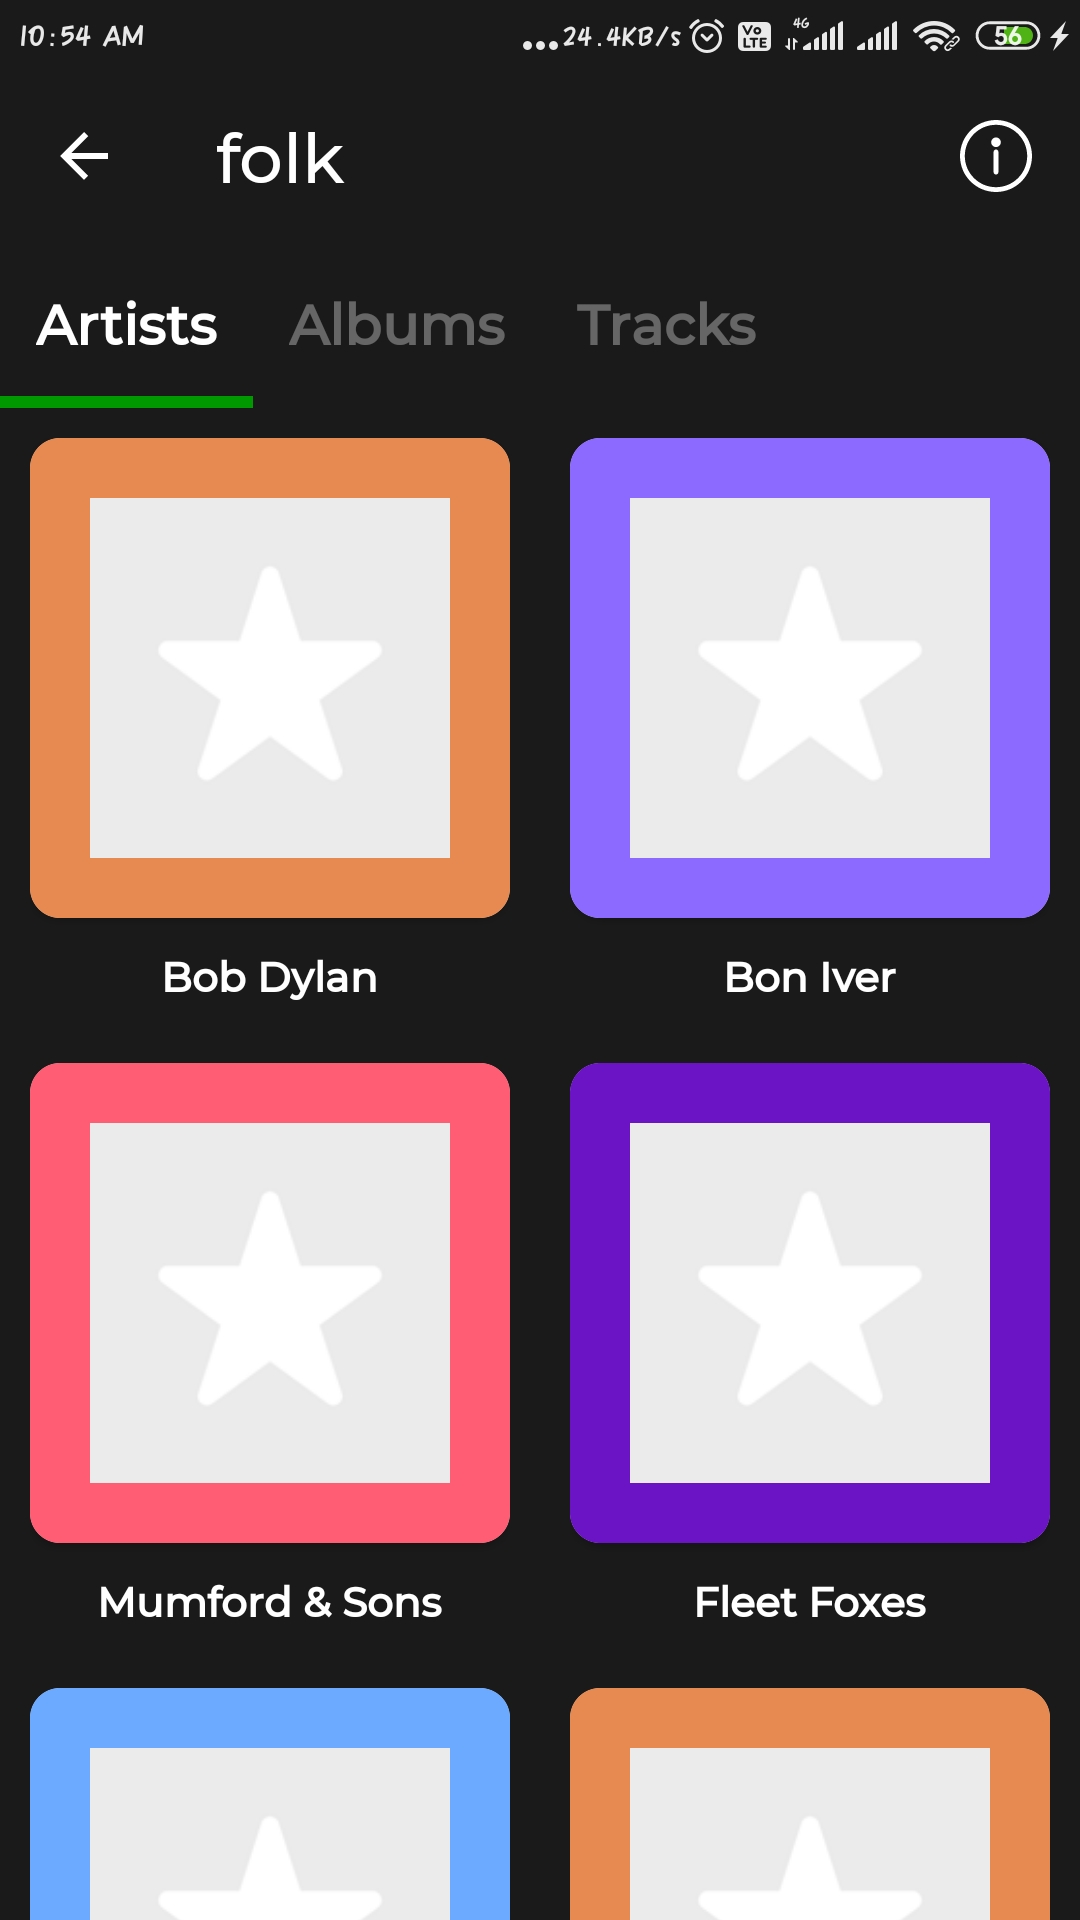 10:54 AM ...24.4KB/s Vo LTE 4G 56
folk
Artists Albums Tracks
Bob Dylan Bon Iver
Mumford & Sons Fleet Foxes